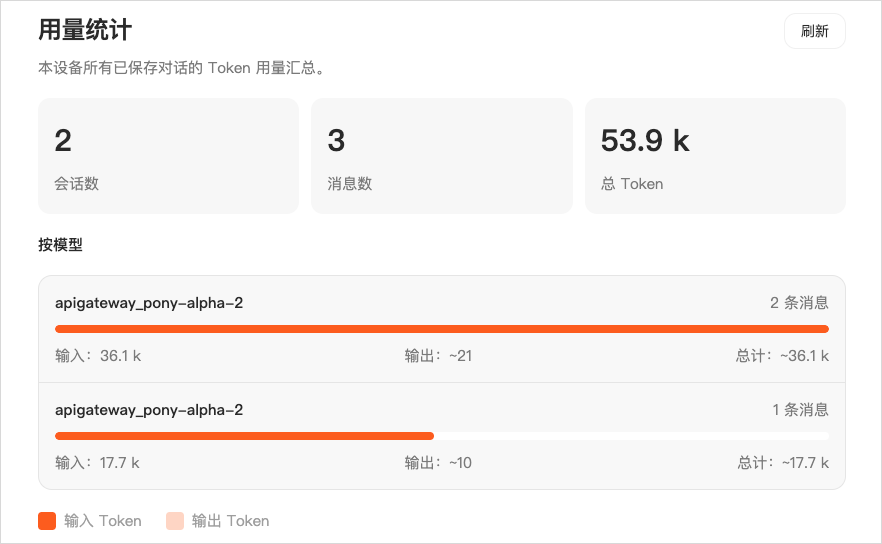 用量统计
刷新
本设备所有已保存对话的 Token 用量汇总。
2
会话数
3
消息数
53.9 k
总 Token
按模型
apigateway_pony-alpha-2
2 条消息
输入：36.1 k
输出：~21
总计：~36.1 k
apigateway_pony-alpha-2
1 条消息
输入：17.7 k
输出：~10
总计：~17.7 k
输入 Token
输出 Token